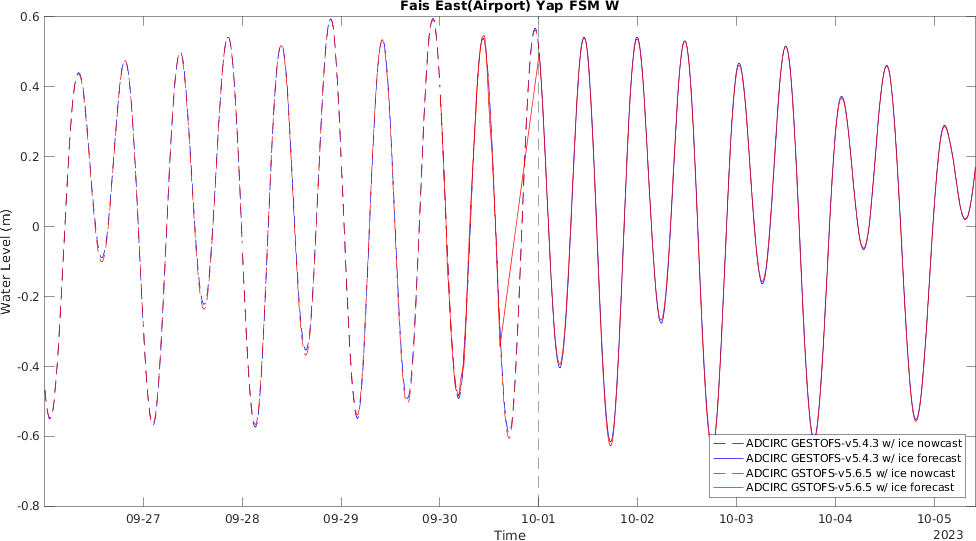 Fais East(Airport) Yap FSM W
Water Level (m)
0.6
0.4
0.2
0
-0.2
-0.4
-0.6
-0.8
ADCIRC GESTOFS-v5.4.3 w/ ice nowcast
ADCIRC GESTOFS-v5.4.3 w/ ice forecast
ADCIRC GSTOFS-v5.6.5 w/ ice nowcast
ADCIRC GSTOFS-v5.6.5 w/ ice forecast
09-27 09-28 09-29 09-30 10-01 10-02 10-03 10-04 10-05
Time
2023